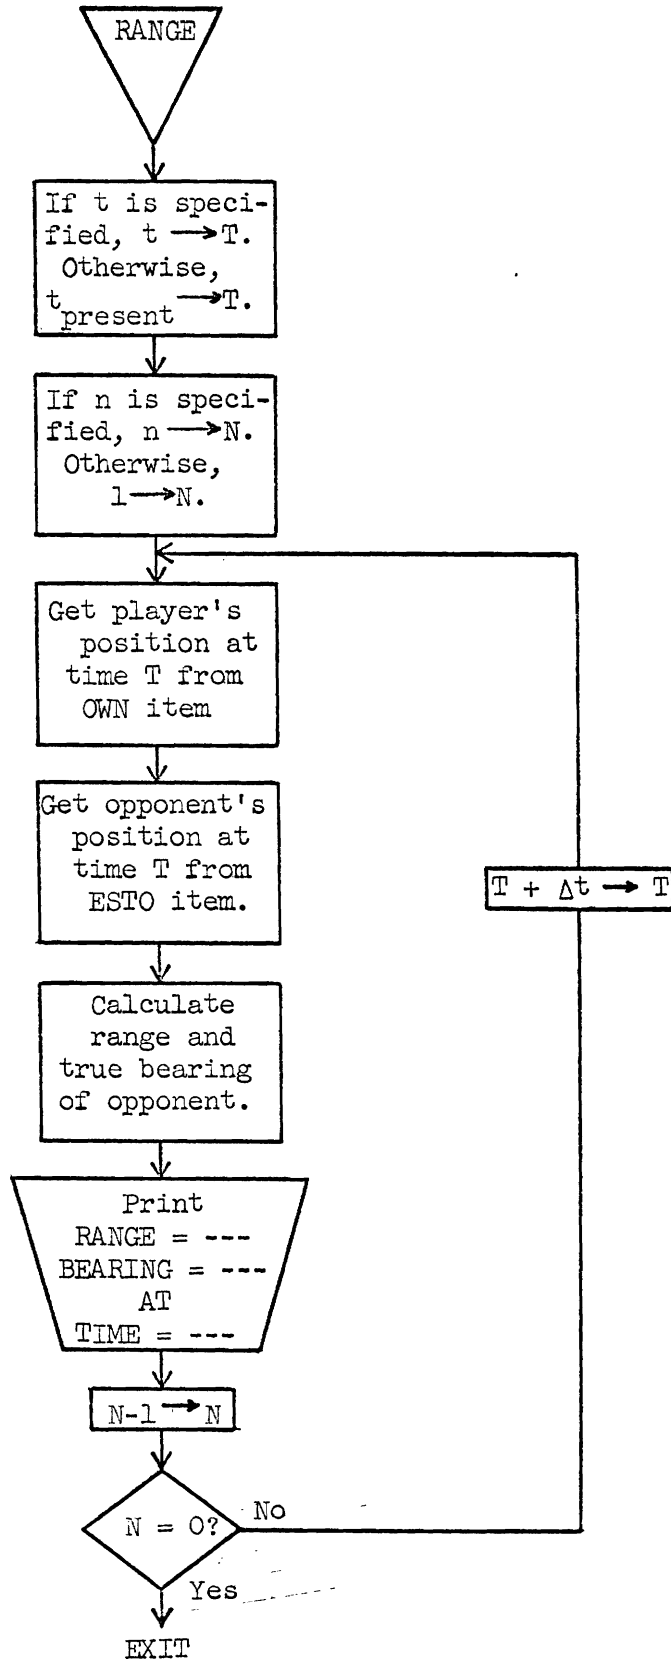 RANGE
If t is speci-
fied, t → T.
Otherwise,
t present → T.
If n is speci-
fied, n → N.
Otherwise,
1 → N.
Get player's
position at
time T from
OWN item
Get opponent's
position at
time T from
ESTO item.
T + Δt → T
Calculate
range and
true bearing
of opponent.
Print
RANGE = ---
BEARING = ---
AT
TIME = ---
N-1 → N
N = 0?
No
Yes
EXIT